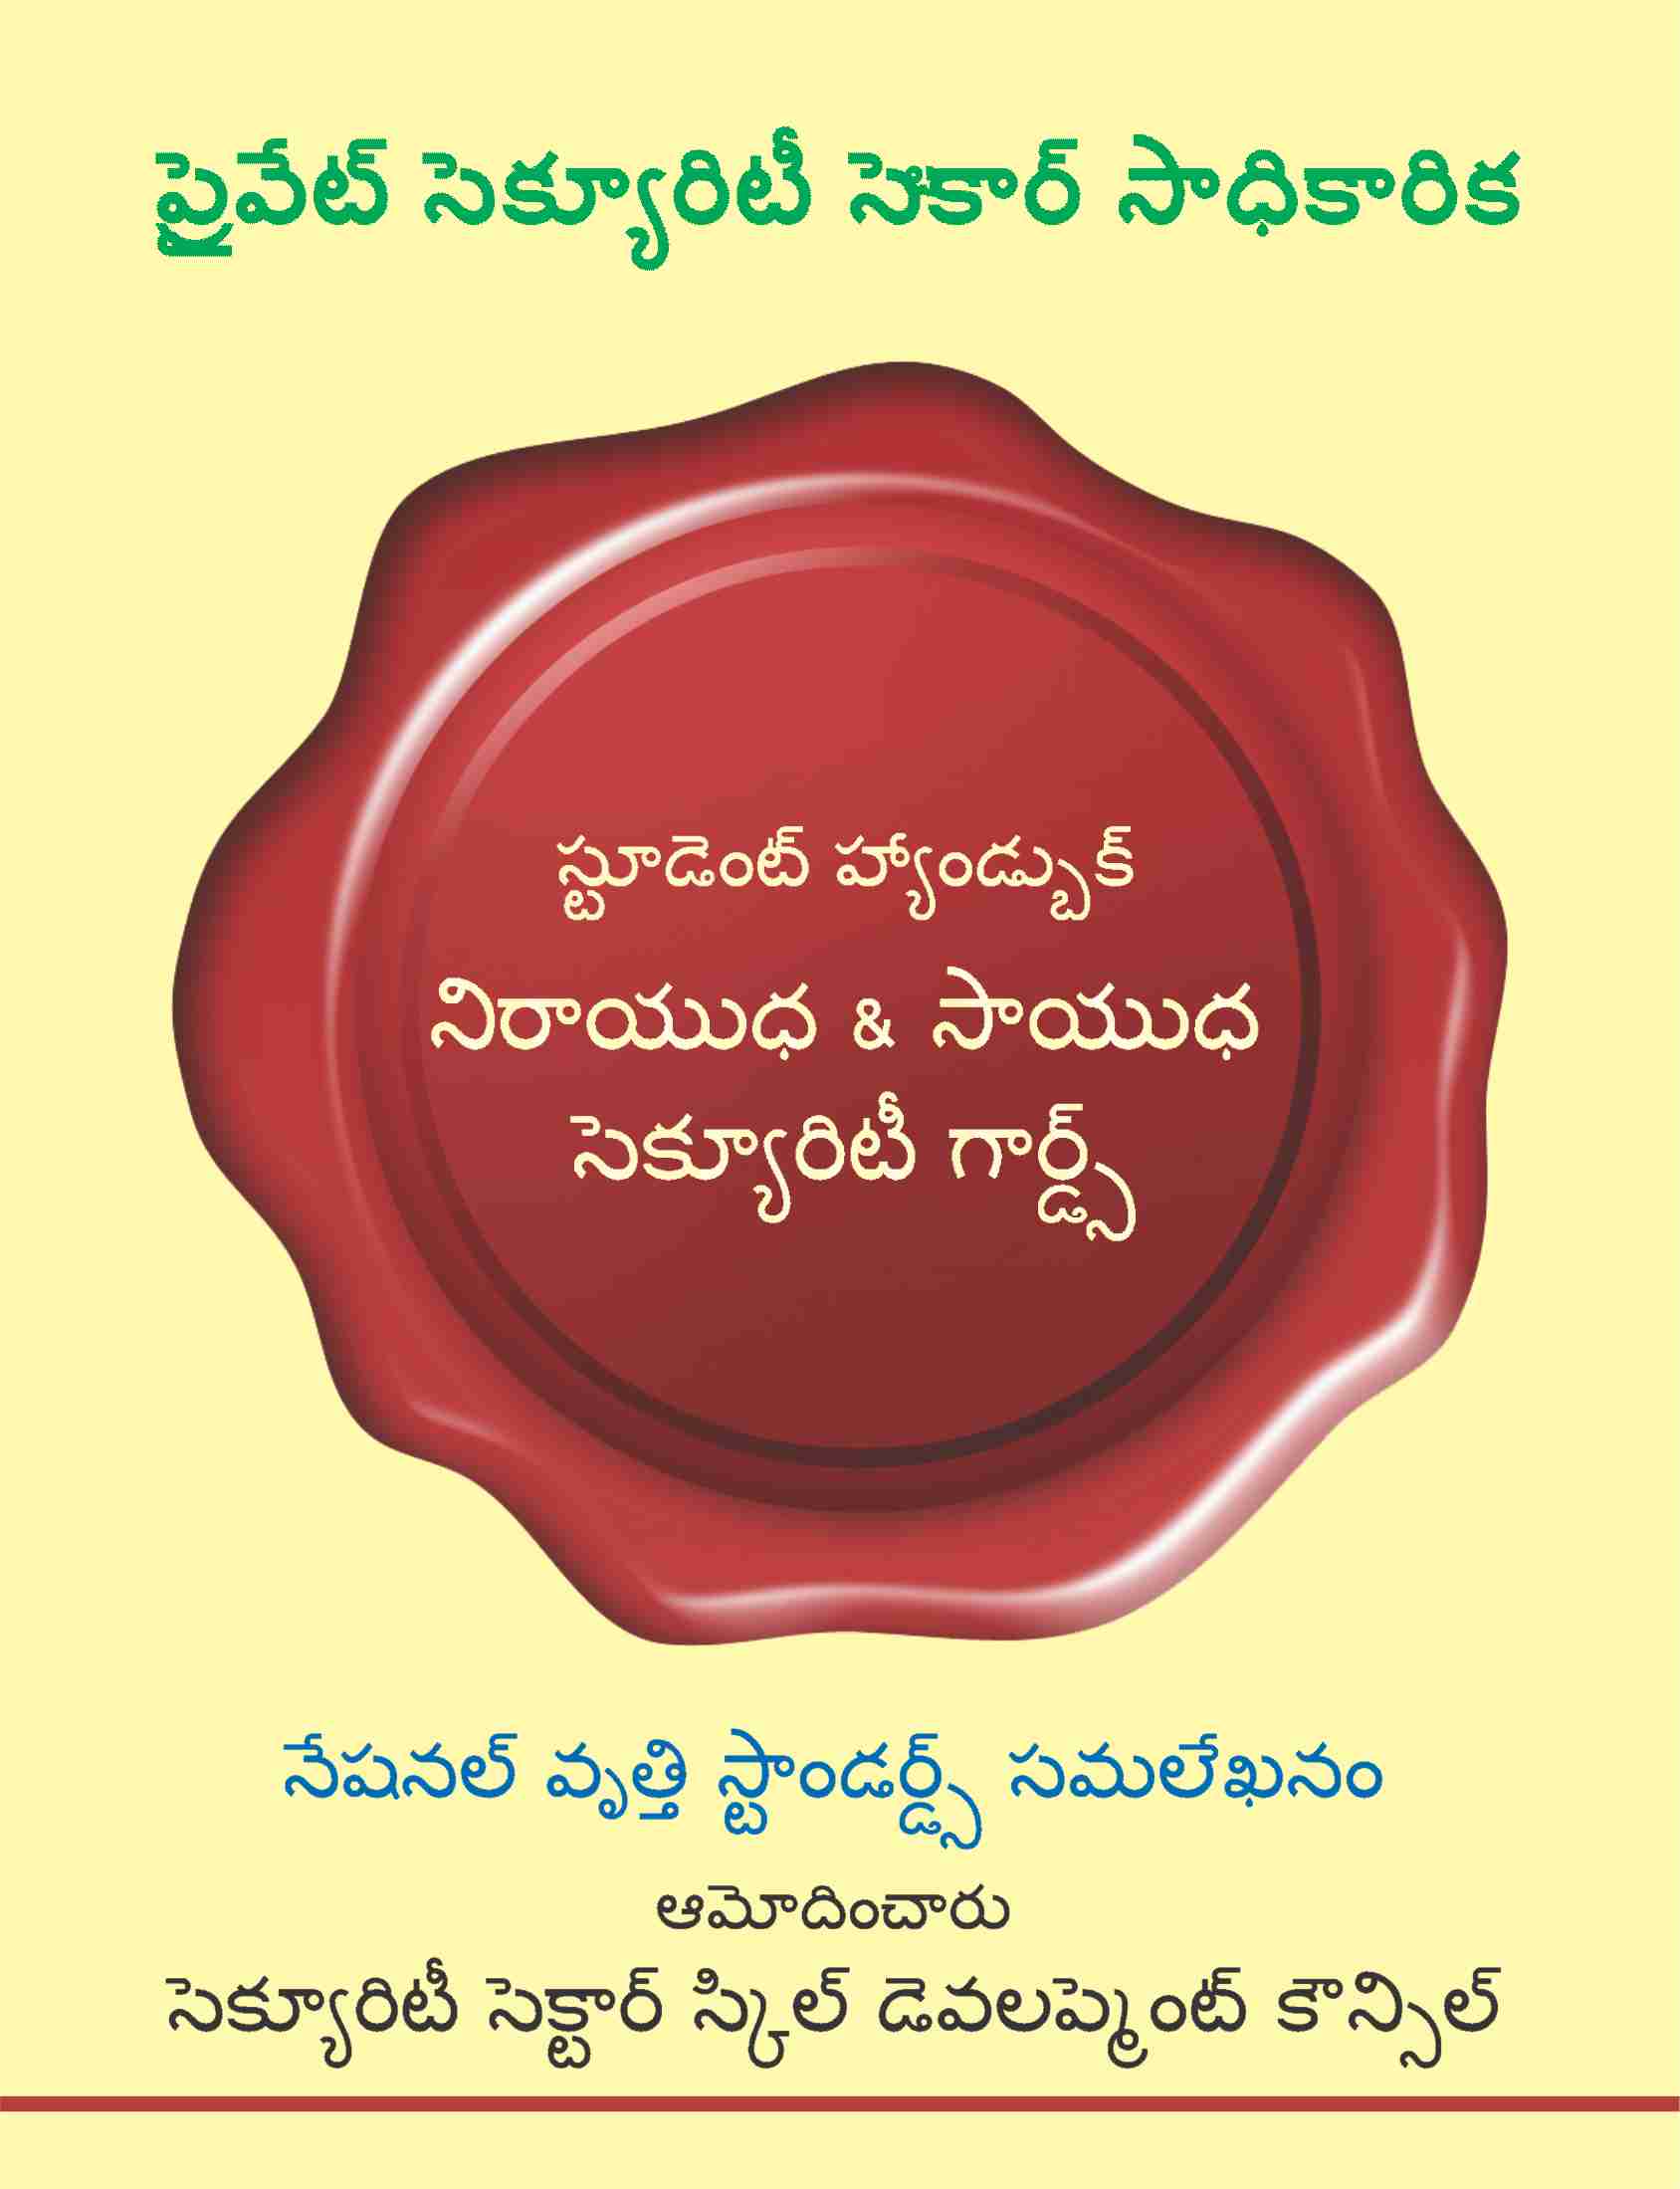 ప్రైవేట్ సెక్యూరిటీ సెకార్ సాధికారిక
స్టూడెంట్ హ్యాండ్బుక్
నిరాయుధ & సాయుధ
సెక్యూరిటీ గార్డ్స్
నేషనల్ వృత్తి స్టాండర్డ్స్ సమలేఖనం
ఆమోదించారు
సెక్యూరిటీ సెక్టార్ స్కిల్ డెవలప్మెంట్ కౌన్సిల్